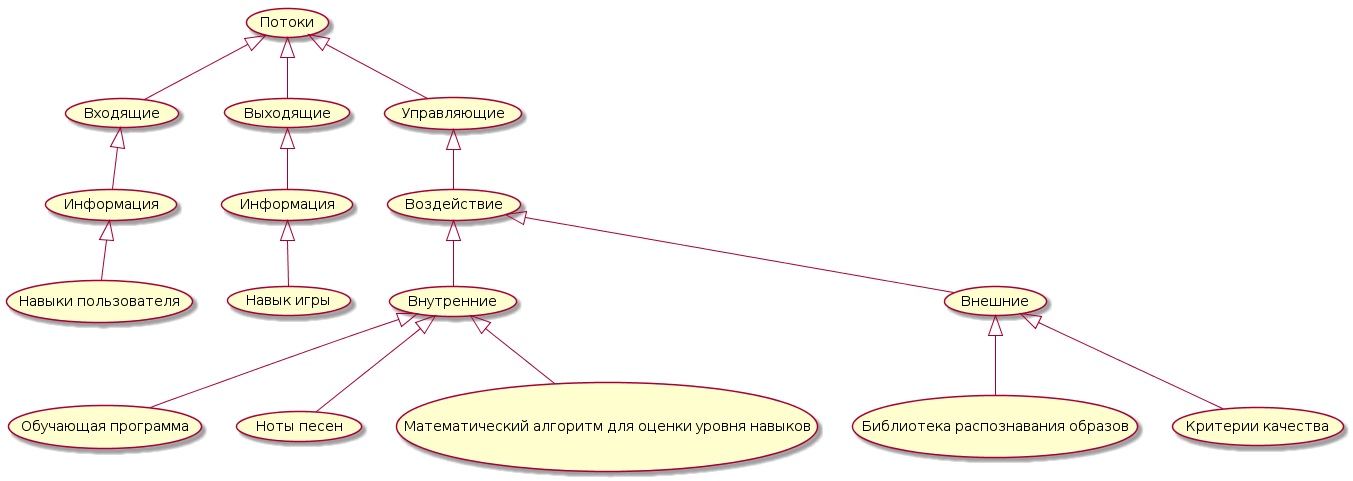 Потоки
Входящие
Выходящие
Управляющие
Информация
Информация
Воздействие
Навыки пользователя
Навык игры
Внутренние
Внешние
Обучающая программа
Ноты песен
Математический алгоритм для оценки уровня навыков
Библиотека распознавания образов
Критерии качества